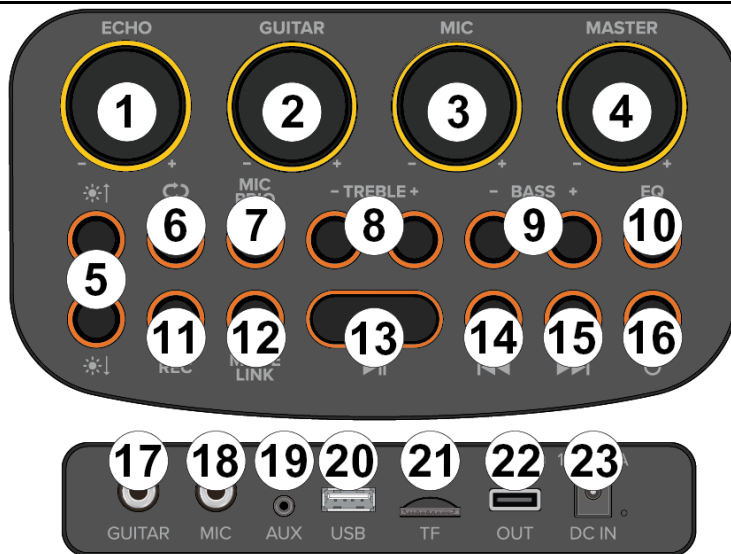 ECHO GUITAR MIC MASTER
1 2 3 4
- + - + - + - +
MIC - TREBLE + - BASS + EQ
6 7 8 9 10
5
11 12 13 14 15 16
REC
LINK
17 18 19 20 21 22 23
GUITAR MIC AUX USB TF OUT DC IN